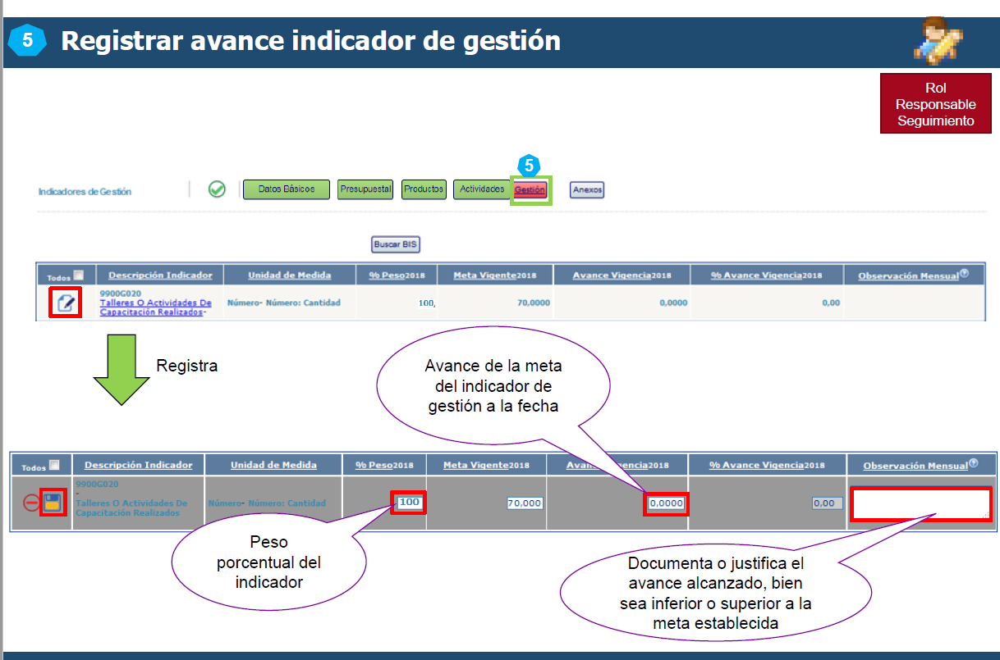 5 Registrar avance indicador de gestión
Rol
Responsable
Seguimiento
5
Indicadores de Gestión Datos Básicos Presupuestal Productos Actividades Gestión Anexos
Buscar BIS
Todos Descripción Indicador Unidad de Medida % Peso2018 Meta Vigente2018 Avance Vigencia2018 % Avance Vigencia2018 Observación Mensual?
9900G020
Talleres O Actividades De Número- Número: Cantidad 100, 70,0000 0,0000 0,00
Capacitación Realizados-
Registra
Avance de la meta
del indicador de
gestión a la fecha
Todos Descripción Indicador Unidad de Medida % Peso2018 Meta Vigente2018 Avan encia2018 % Avance Vigencia2018 Observación Mensual?
9900G020
-
Talleres O Actividades De Número- Número: Cantidad 100 70.000 0,0000 0,00
Capacitación Realizados
Peso
porcentual del
indicador
Documenta o justifica el
avance alcanzado, bien
sea inferior o superior a la
meta establecida